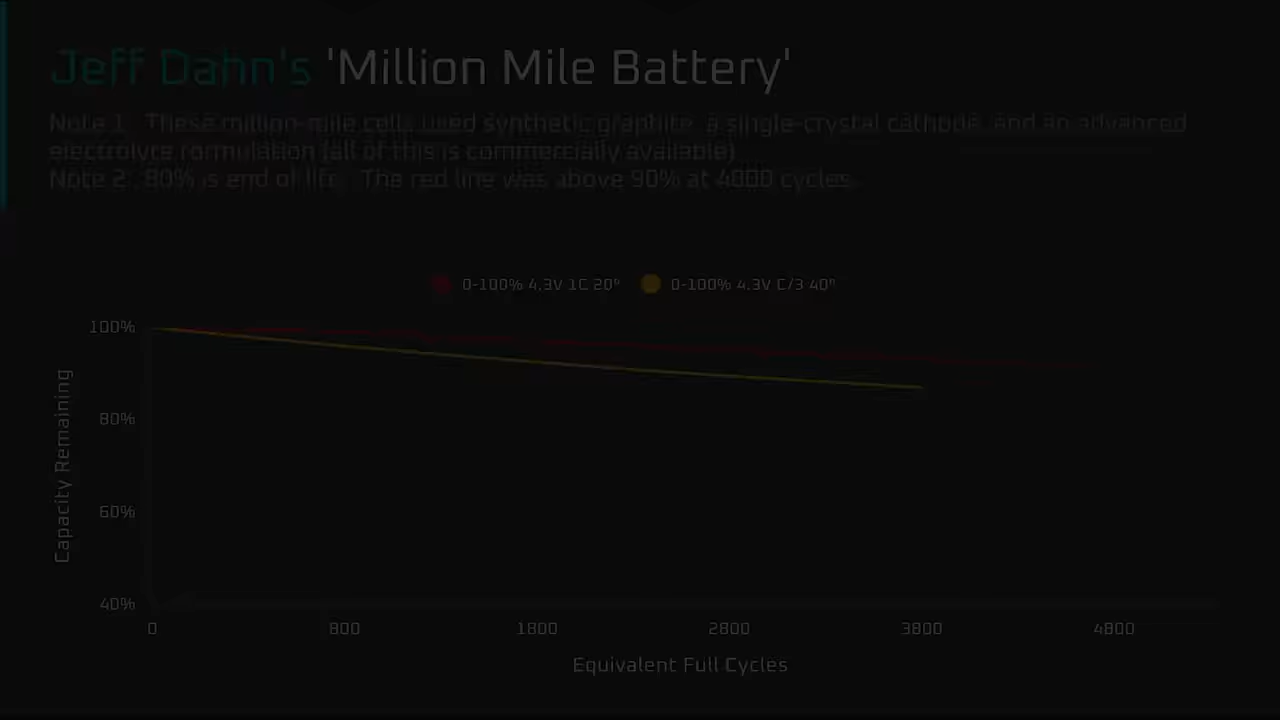 Jeff Dahn's 'Million Mile Battery'
Note 1: These million-mile cells used synthetic graphite, a single-crystal cathode, and an advanced
electrolyte formulation (all of this is commercially available)
Note 2: 80% is end of life. The red line was above 90% at 4000 cycles.
0-100% 4.3V 1C 20° 0-100% 4.3V C/3 40°
100%
80%
60%
40%
Capacity Remaining
0 800 1800 2800 3800 4800
Equivalent Full Cycles